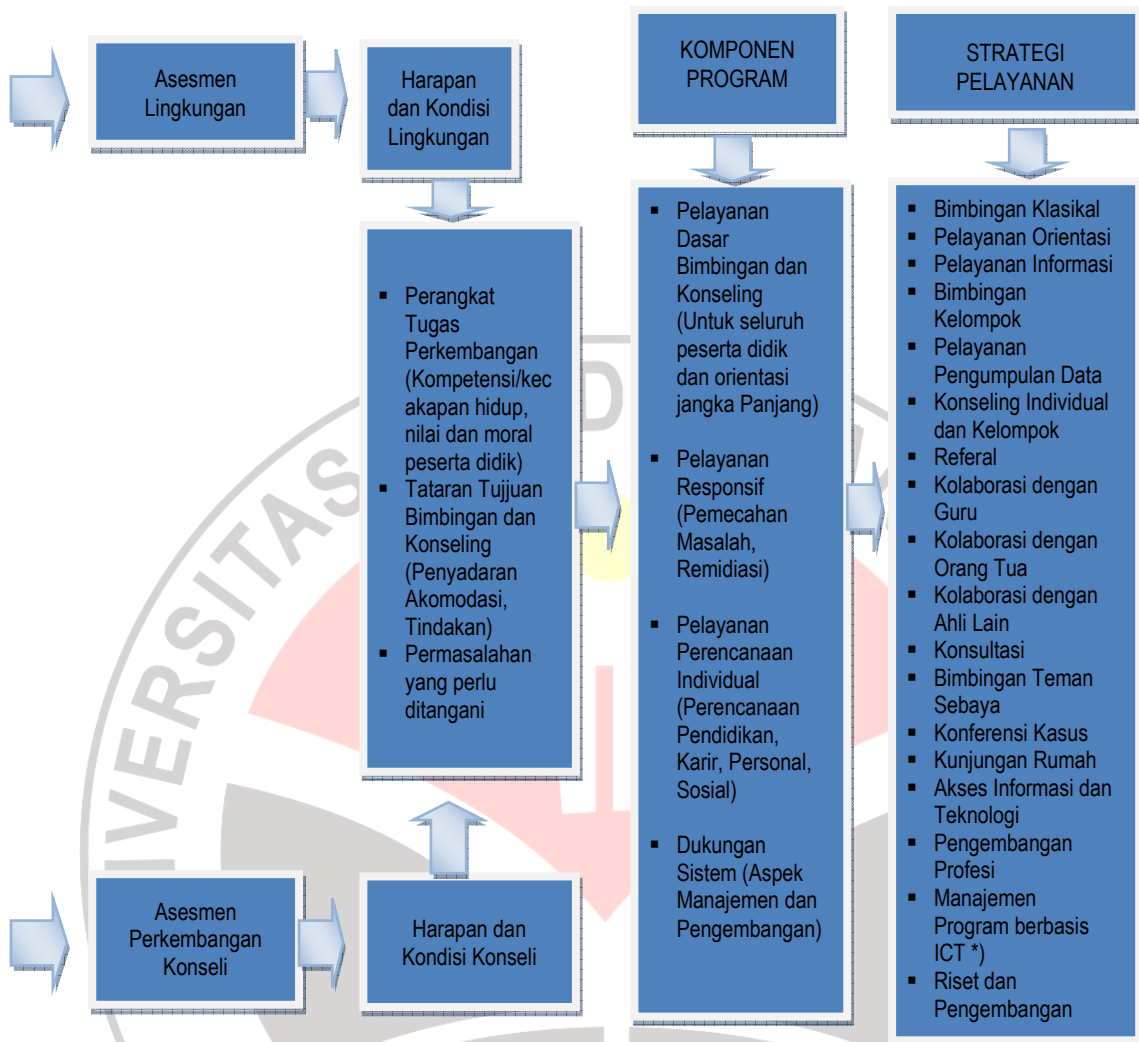 Asesmen
Lingkungan
Harapan
dan Kondisi
Lingkungan
KOMPONEN
PROGRAM
STRATEGI
PELAYANAN
▪ Perangkat
Tugas
Perkembangan
(Kompetensi/kec
akapan hidup,
nilai dan moral
peserta didik)
▪ Tataran Tujjuan
Bimbingan dan
Konseling
(Penyadaran
Akomodasi,
Tindakan)
▪ Permasalahan
yang perlu
ditangani
▪ Pelayanan
Dasar
Bimbingan dan
Konseling
(Untuk seluruh
peserta didik
dan orientasi
jangka Panjang)
▪ Pelayanan
Responsif
(Pemecahan
Masalah,
Remidiasi)
▪ Pelayanan
Perencanaan
Individual
(Perencanaan
Pendidikan,
Karir, Personal,
Sosial)
▪ Dukungan
Sistem (Aspek
Manajemen dan
Pengembangan)
▪ Bimbingan Klasikal
▪ Pelayanan Orientasi
▪ Pelayanan Informasi
▪ Bimbingan
Kelompok
▪ Pelayanan
Pengumpulan Data
▪ Konseling Individual
dan Kelompok
▪ Referal
▪ Kolaborasi dengan
Guru
▪ Kolaborasi dengan
Orang Tua
▪ Kolaborasi dengan
Ahli Lain
▪ Konsultasi
▪ Bimbingan Teman
Sebaya
▪ Konferensi Kasus
▪ Kunjungan Rumah
▪ Akses Informasi dan
Teknologi
▪ Pengembangan
Profesi
▪ Manajemen
Program berbasis
ICT *)
▪ Riset dan
Pengembangan
Asesmen
Perkembangan
Konseli
Harapan dan
Kondisi Konseli